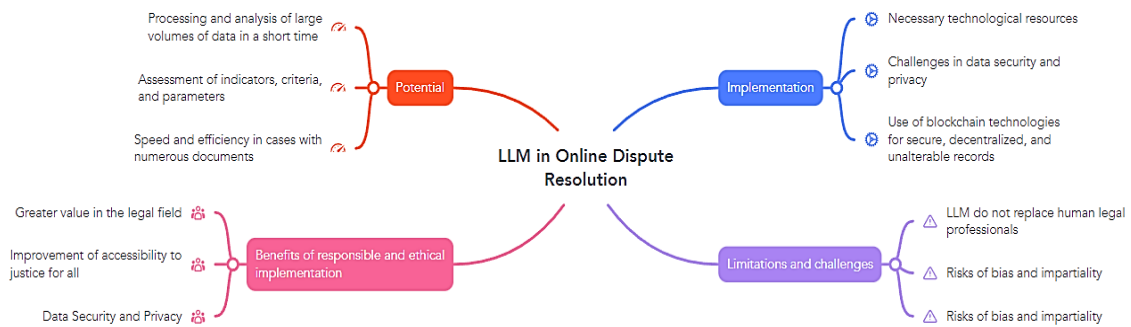 LLM in Online Dispute
Resolution
Potential
Processing and analysis of large
volumes of data in a short time
Assessment of indicators, criteria,
and parameters
Speed and efficiency in cases with
numerous documents
Implementation
Necessary technological resources
Challenges in data security and
privacy
Use of blockchain technologies
for secure, decentralized, and
unalterable records
Benefits of responsible and ethical
implementation
Greater value in the legal field
Improvement of accessibility to
justice for all
Data Security and Privacy
Limitations and challenges
LLM do not replace human legal
professionals
Risks of bias and impartiality
Risks of bias and impartiality